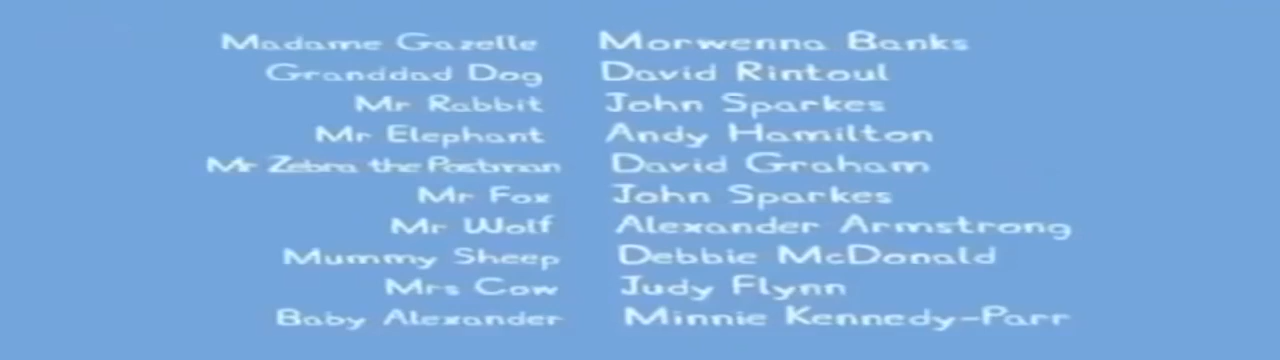 Madame Gazelle Morwenna Banks
Granddad Dog David Rintoul
Mr Rabbit John Sparkes
Mr Elephant Andy Hamilton
Mr Zebra the Postman David Graham
Mr Fox John Sparkes
Mr Wolf Alexander Armstrong
Mummy Sheep Debbie McDonald
Mrs Cow Judy Flynn
Baby Alexander Minnie Kennedy-Parr